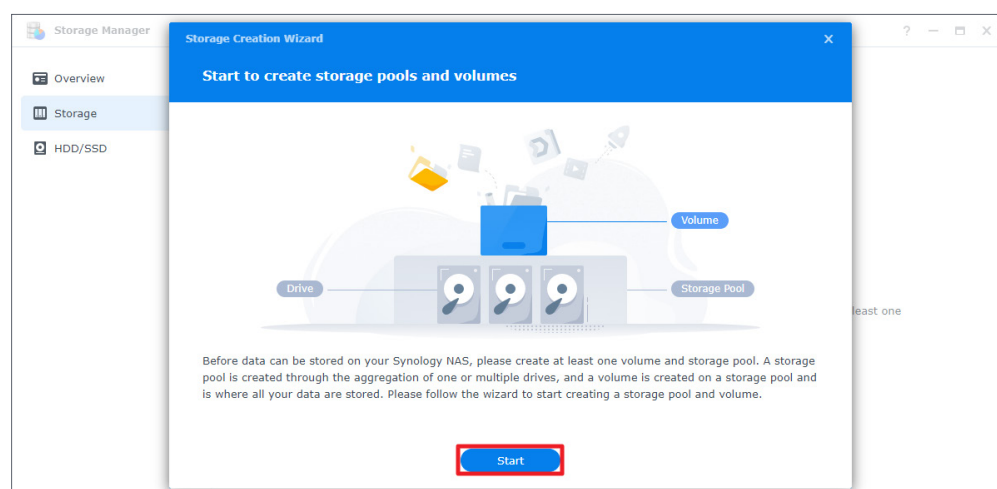 Storage Manager
Storage Creation Wizard
Start to create storage pools and volumes
Overview
Storage
HDD/SSD
Volume
Drive
Storage Pool
least one
Before data can be stored on your Synology NAS, please create at least one volume and storage pool. A storage
pool is created through the aggregation of one or multiple drives, and a volume is created on a storage pool and
is where all your data are stored. Please follow the wizard to start creating a storage pool and volume.
Start